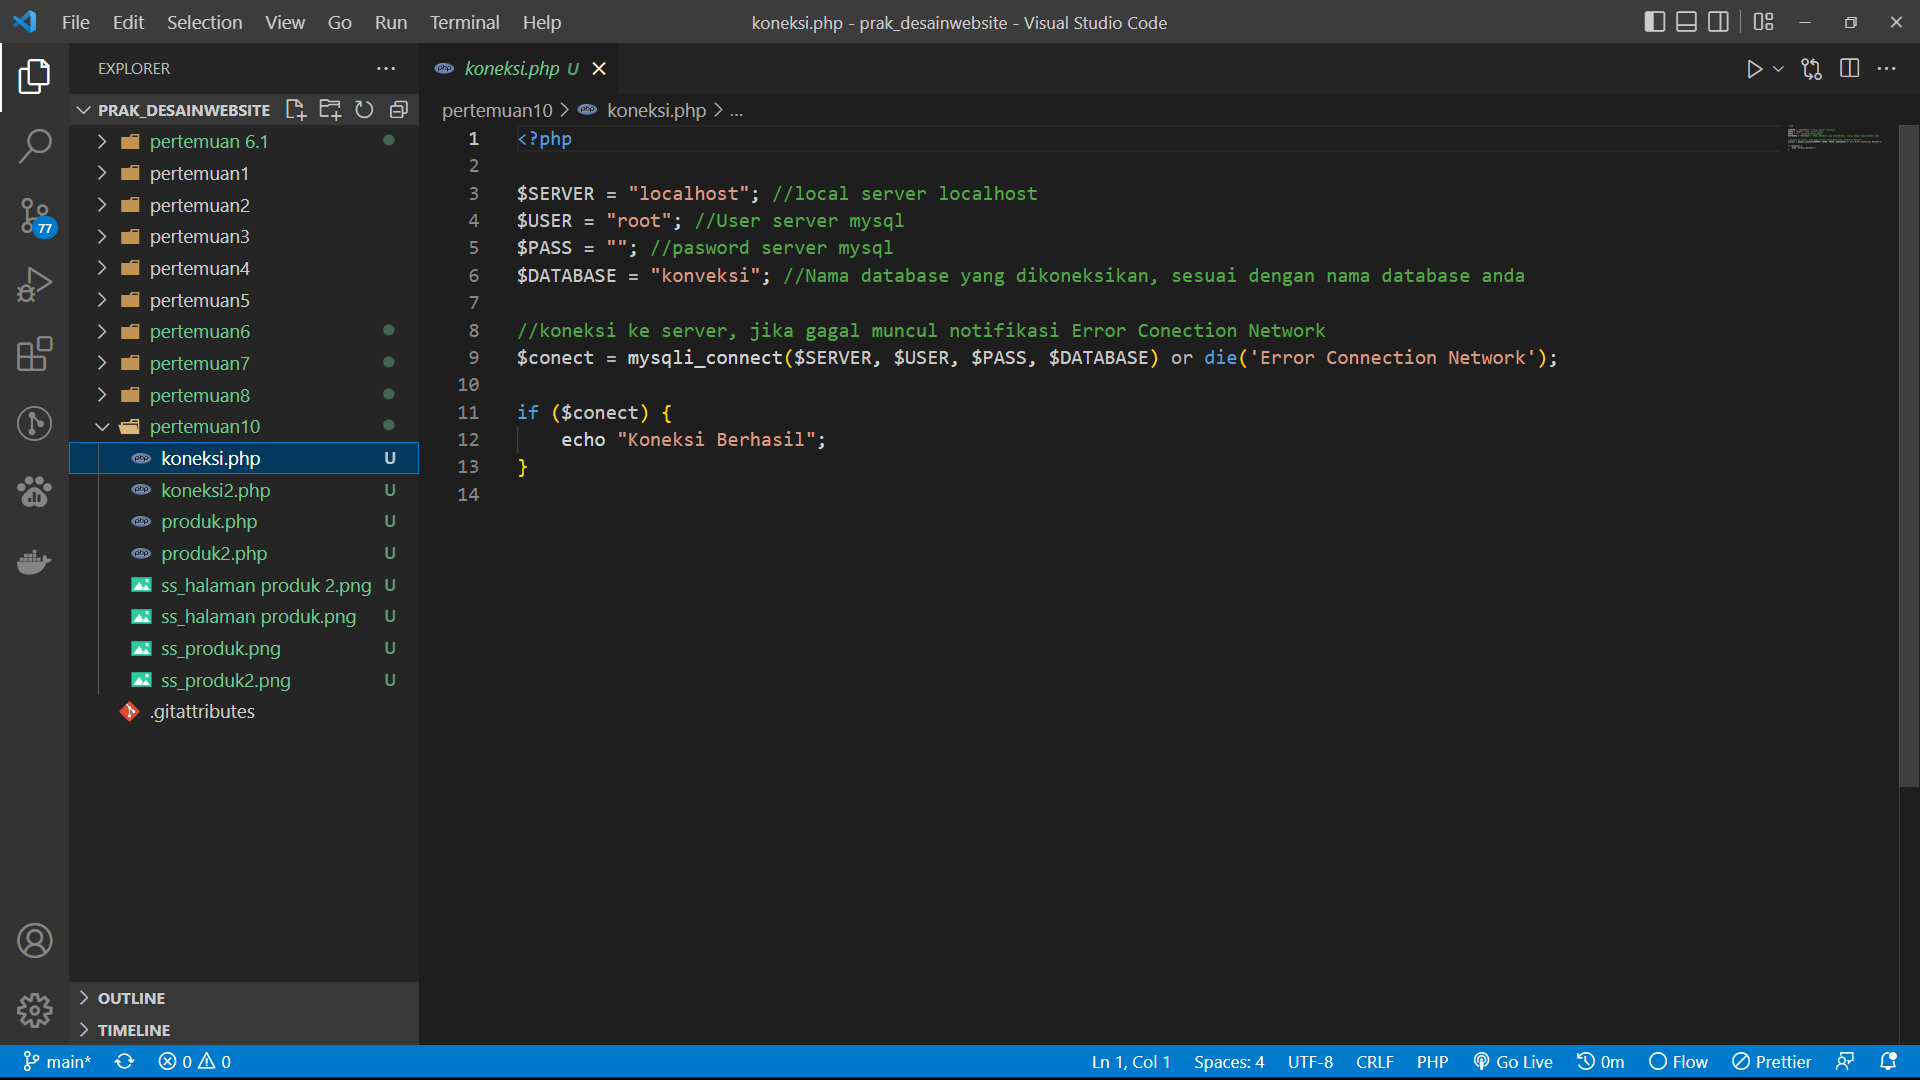 File Edit Selection View Go Run Terminal Help
koneksi.php - prak_desainwebsite - Visual Studio Code
EXPLORER
koneksi.php U
PRAK_DESAINWEBSITE
pertemuan10 > koneksi.php > ...
77
pertemuan 6.1
pertemuan1
pertemuan2
pertemuan3
pertemuan4
pertemuan5
pertemuan6
pertemuan7
pertemuan8
pertemuan10
koneksi.php U
koneksi2.php U
produk.php U
produk2.php U
ss_halaman produk 2.png U
ss_halaman produk.png U
ss_produk.png U
ss_produk2.png U
.gitattributes
OUTLINE
TIMELINE
1 <?php
2
3 $SERVER = "localhost"; //local server localhost
4 $USER = "root"; //User server mysql
5 $PASS = ""; //pasword server mysql
6 $DATABASE = "konveksi"; //Nama database yang dikoneksikan, sesuai dengan nama database anda
7
8 //koneksi ke server, jika gagal muncul notifikasi Error Conection Network
9 $conect = mysqli_connect($SERVER, $USER, $PASS, $DATABASE) or die('Error Connection Network');
10
11 if ($conect) {
12 echo "Koneksi Berhasil";
13 }
14
main* 0 0 Ln 1, Col 1 Spaces: 4 UTF-8 CRLF PHP Go Live 0m Flow Prettier